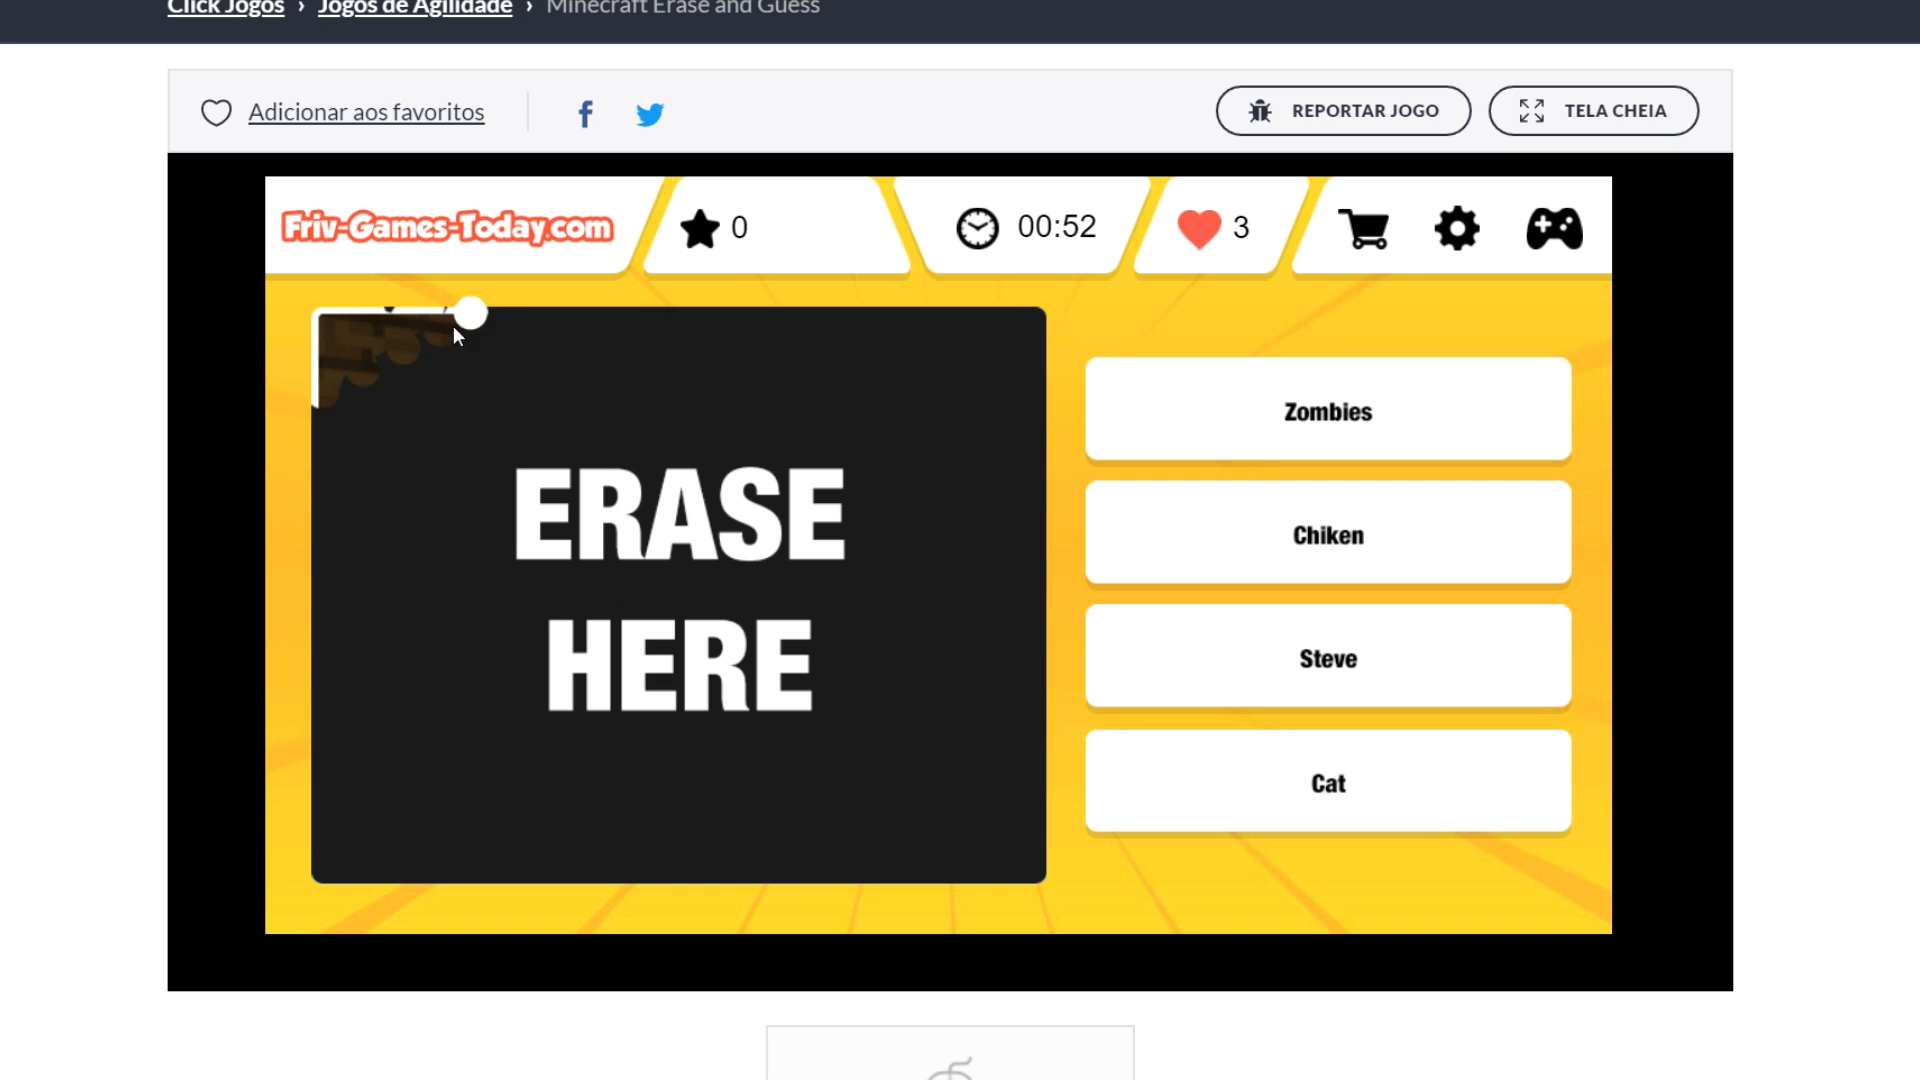 Click Jogos › Jogos de Agilidade › Minecraft Erase and Guess
Adicionar aos favoritos
REPORTAR JOGO
TELA CHEIA
Friv-Games-Today.com
0
00:52
3
ERASE
HERE
Zombies
Chiken
Steve
Cat